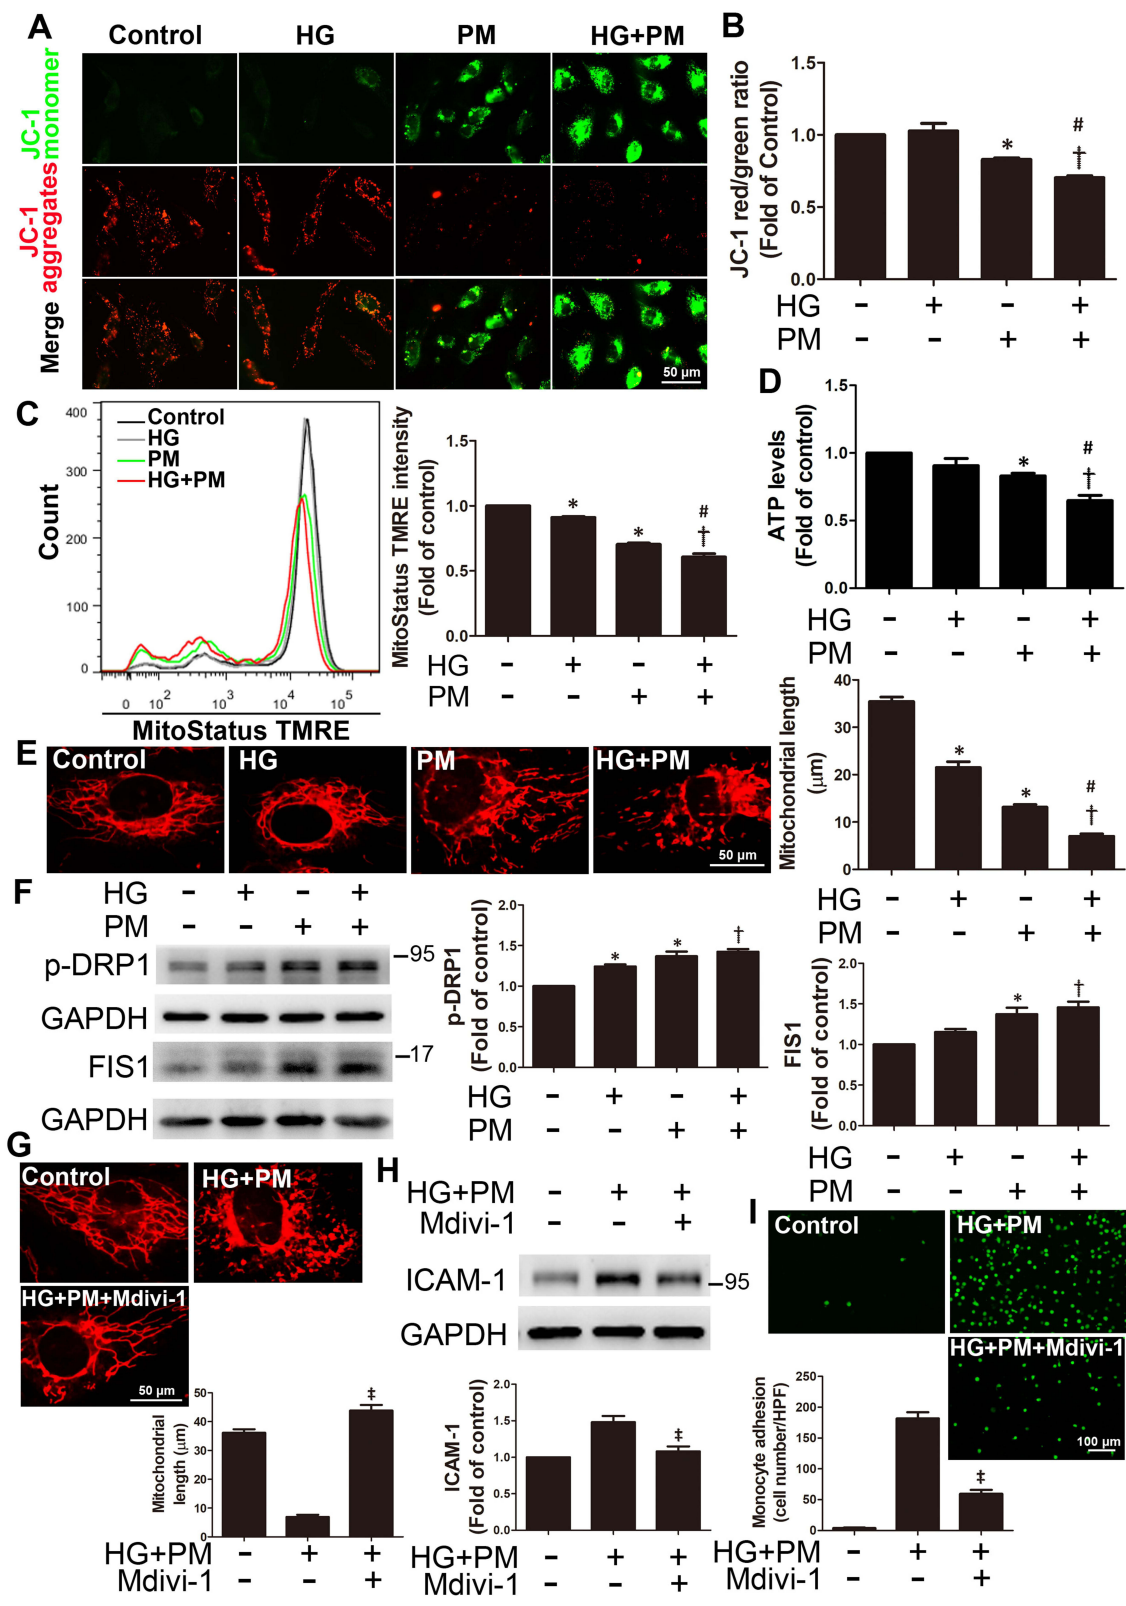 A
Control HG PM HG+PM
JC-1 monomer
JC-1 aggregates
Merge
50 µm
B
JC-1 red/green ratio
(Fold of Control)
1.5
1.0
0.5
0.0
* # †
HG - + - +
PM - - + +
C
Control
HG
PM
HG+PM
Count
400
300
200
100
0
0 10² 10³ 10⁴ 10⁵
MitoStatus TMRE
MitoStatus TMRE intensity
(Fold of control)
1.5
1.0
0.5
0.0
* * # †
HG - + - +
PM - - + +
D
ATP levels
(Fold of control)
1.5
1.0
0.5
0.0
* # †
HG - + - +
PM - - + +
E
Control HG PM HG+PM
50 µm
Mitochondrial length
(µm)
40
30
20
10
0
* * # †
HG - + - +
PM - - + +
F
HG - + - +
PM - - + +
p-DRP1 –95
GAPDH
FIS1 –17
GAPDH
p-DRP1
(Fold of control)
2.0
1.5
1.0
0.5
0.0
* * †
HG - + - +
PM - - + +
FIS1
(Fold of control)
2.0
1.5
1.0
0.5
0.0
* †
HG - + - +
PM - - + +
G
Control HG+PM
HG+PM+Mdivi-1
50 µm
Mitochondrial
length (µm)
50
40
30
20
10
0
‡
HG+PM - + +
Mdivi-1 - - +
H
HG+PM - + +
Mdivi-1 - - +
ICAM-1 –95
GAPDH
ICAM-1
(Fold of control)
2.0
1.5
1.0
0.5
0.0
‡
HG+PM - + +
Mdivi-1 - - +
I
Control HG+PM
HG+PM+Mdivi-1
100 µm
Monocyte adhesion
(cell number/HPF)
250
200
150
100
50
0
‡
HG+PM - + +
Mdivi-1 - - +